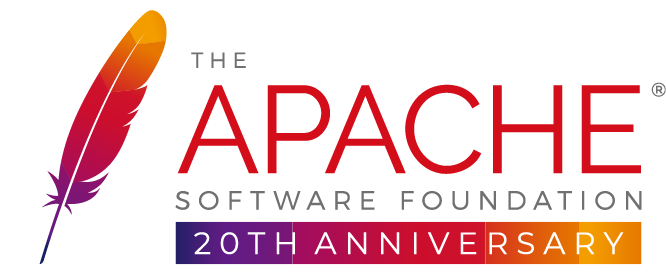 THE
APACHE®
SOFTWARE FOUNDATION
20TH ANNIVERSARY